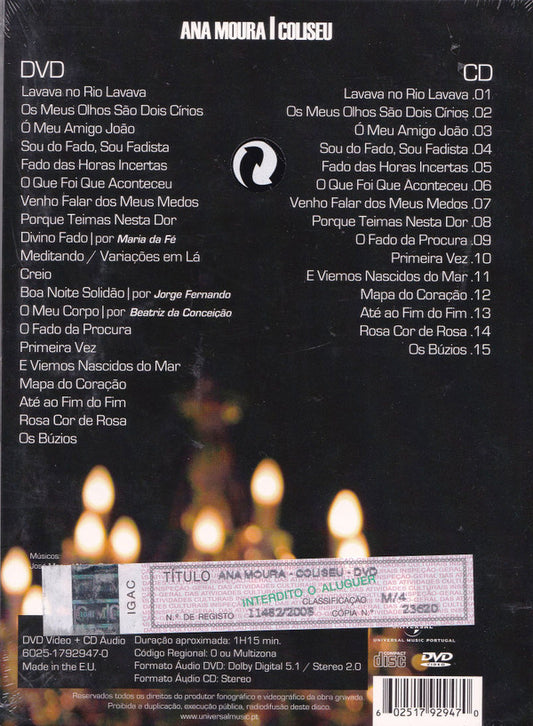 ANA MOURA | COLISEU
DVD
Lavava no Rio Lavava
Os Meus Olhos São Dois Círios
Ó Meu Amigo João
Sou do Fado, Sou Fadista
Fado das Horas Incertas
O Que Foi Que Aconteceu
Venho Falar dos Meus Medos
Porque Teimas Nesta Dor
Divino Fado | por Maria da Fé
Meditando / Variações em Lá
Creio
Boa Noite Solidão | por Jorge Fernando
O Meu Corpo | por Beatriz da Conceição
O Fado da Procura
Primeira Vez
E Viemos Nascidos do Mar
Mapa do Coração
Até ao Fim do Fim
Rosa Cor de Rosa
Os Búzios
CD
Lavava no Rio Lavava .01
Os Meus Olhos São Dois Círios .02
Ó Meu Amigo João .03
Sou do Fado, Sou Fadista .04
Fado das Horas Incertas .05
O Que Foi Que Aconteceu .06
Venho Falar dos Meus Medos .07
Porque Teimas Nesta Dor .08
O Fado da Procura .09
Primeira Vez .10
E Viemos Nascidos do Mar .11
Mapa do Coração .12
Até ao Fim do Fim .13
Rosa Cor de Rosa .14
Os Búzios .15
Músicos:
IGAC
TÍTULO ANA MOURA - COLISEU - DVD
INTERDITO O ALUGUER
CLASSIFICAÇÃO M/4
N.º DE REGISTO 11482/2008 CÓPIA N.º 23620
DVD Video + CD Audio
6025-1792947-0
Made in the E.U.
Duração aproximada: 1H15 min.
Código Regional: 0 ou Multizona
Formato Áudio DVD: Dolby Digital 5.1 / Stereo 2.0
Formato Áudio CD: Stereo
UNIVERSAL
UNIVERSAL MUSIC PORTUGAL
COMPACT
disc
DVD
VIDEO
Reservados todos os direitos do produtor fonográfico e videográfico da obra gravada.
Proibida a duplicação, execução pública, radiodifusão deste disco.
www.universalmusic.pt
6 02517 92947 0